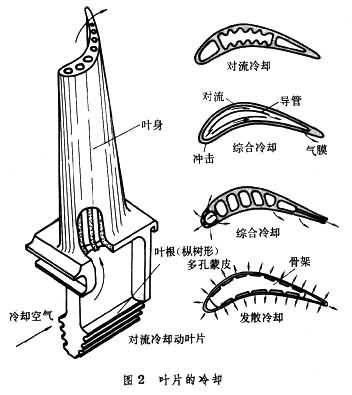 对流冷却
叶身
对流
导管
冲击
综合冷却
气膜
综合冷却
叶根(枞树形)
多孔蒙皮
骨架
冷却空气
对流冷却动叶片
发散冷却
图2 叶片的冷却